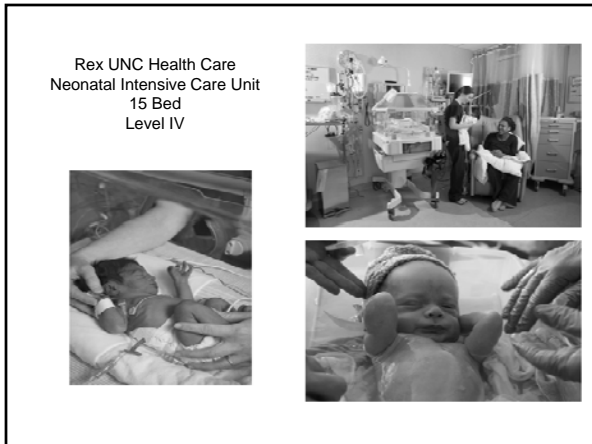 Rex UNC Health Care
Neonatal Intensive Care Unit
15 Bed
Level IV